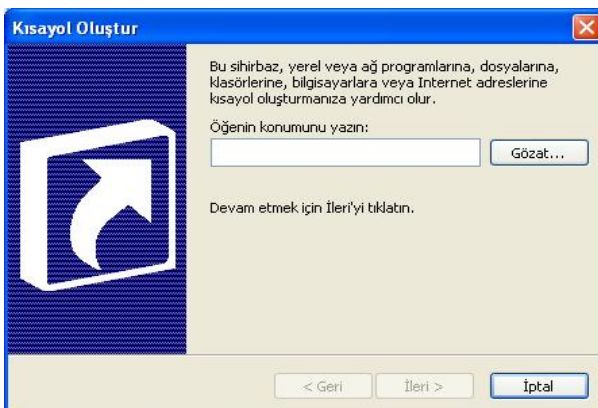 Kısayol Oluştur
Bu sihirbaz, yerel veya ağ programlarına, dosyalarına,
klasörlerine, bilgisayarlara veya Internet adreslerine
kısayol oluşturmanıza yardımcı olur.
Öğenin konumunu yazın:
Gözat...
Devam etmek için İleri'yi tıklatın.
< Geri
İleri >
İptal